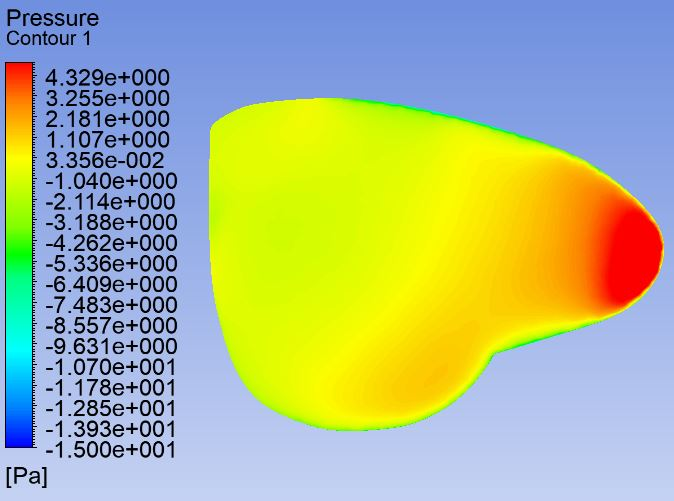 Pressure
Contour 1
4.329e+000
3.255e+000
2.181e+000
1.107e+000
3.356e-002
-1.040e+000
-2.114e+000
-3.188e+000
-4.262e+000
-5.336e+000
-6.409e+000
-7.483e+000
-8.557e+000
-9.631e+000
-1.070e+001
-1.178e+001
-1.285e+001
-1.393e+001
-1.500e+001
[Pa]